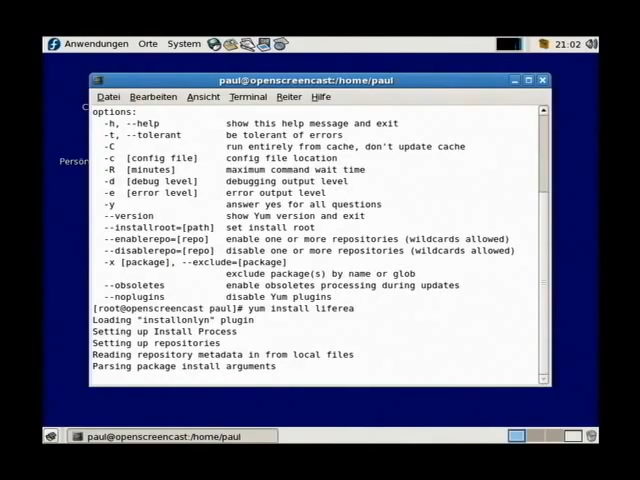 Anwendungen Orte System 21:02
paul@openscreencast:/home/paul
Datei Bearbeiten Ansicht Terminal Reiter Hilfe
options:
-h, --help show this help message and exit
-t, --tolerant be tolerant of errors
-C run entirely from cache, don't update cache
-c [config file] config file location
-R [minutes] maximum command wait time
-d [debug level] debugging output level
-e [error level] error output level
-y answer yes for all questions
--version show Yum version and exit
--installroot=[path] set install root
--enablerepo=[repo] enable one or more repositories (wildcards allowed)
--disablerepo=[repo] disable one or more repositories (wildcards allowed)
-x [package], --exclude=[package]
exclude package(s) by name or glob
--obsoletes enable obsoletes processing during updates
--noplugins disable Yum plugins
[root@openscreencast paul]# yum install liferea
Loading "installonlyn" plugin
Setting up Install Process
Setting up repositories
Reading repository metadata in from local files
Parsing package install arguments
paul@openscreencast:/home/paul